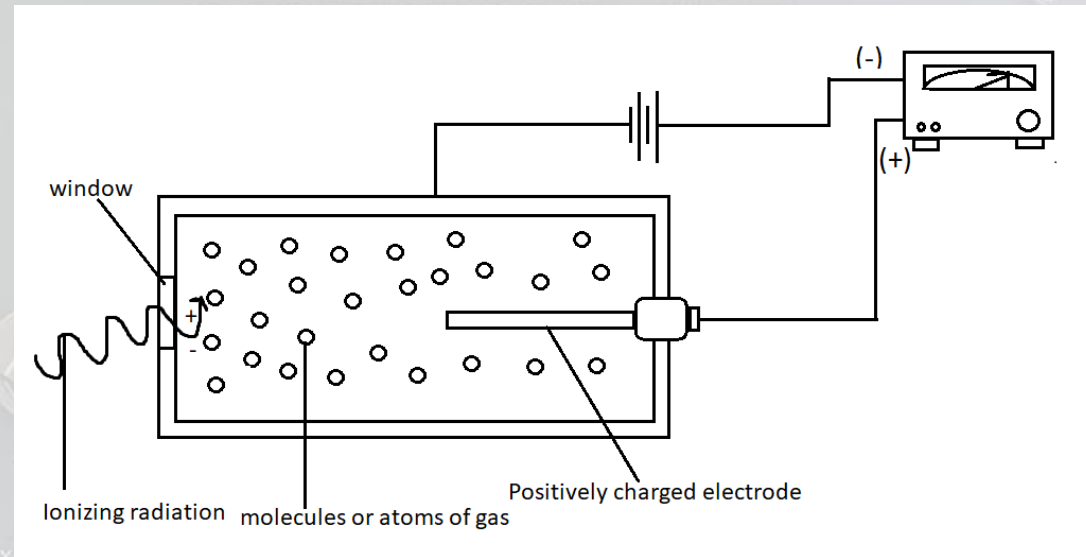 (-)
(+)
window
+
-
Ionizing radiation
molecules or atoms of gas
Positively charged electrode